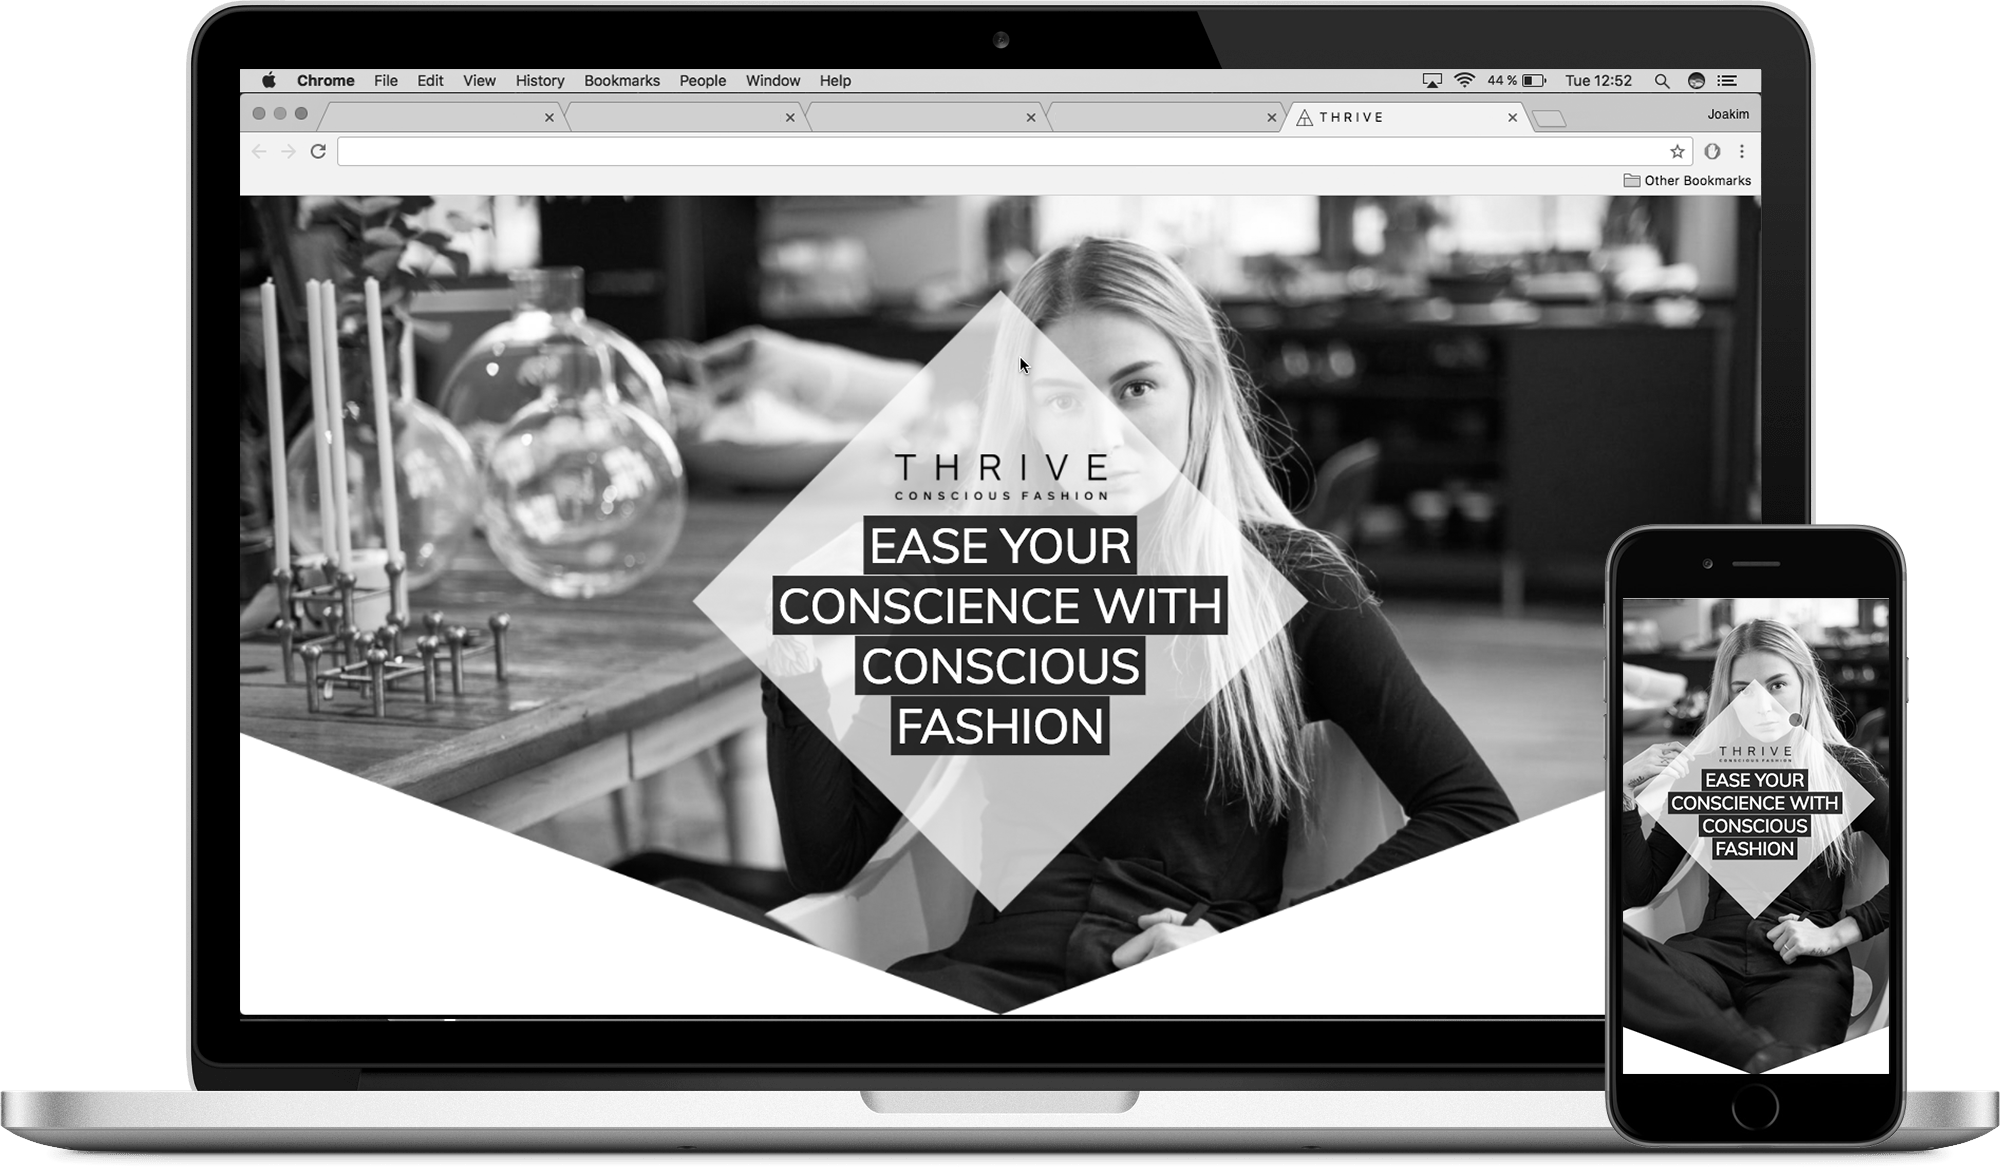 Chrome File Edit View History Bookmarks People Window Help 44 % Tue 12:52
THRIVE Joakim
Other Bookmarks
THRIVE
CONSCIOUS FASHION
EASE YOUR
CONSCIENCE WITH
CONSCIOUS
FASHION
THRIVE
CONSCIOUS FASHION
EASE YOUR
CONSCIENCE WITH
CONSCIOUS
FASHION